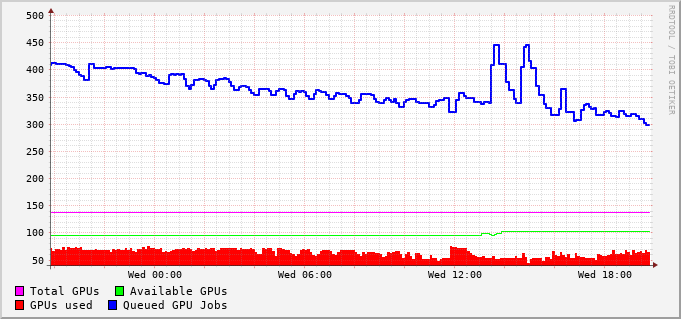 500
450
400
350
300
250
200
150
100
50
Wed 00:00 Wed 06:00 Wed 12:00 Wed 18:00
Total GPUs Available GPUs
GPUs used Queued GPU Jobs
RRDTOOL / TOBI OETIKER